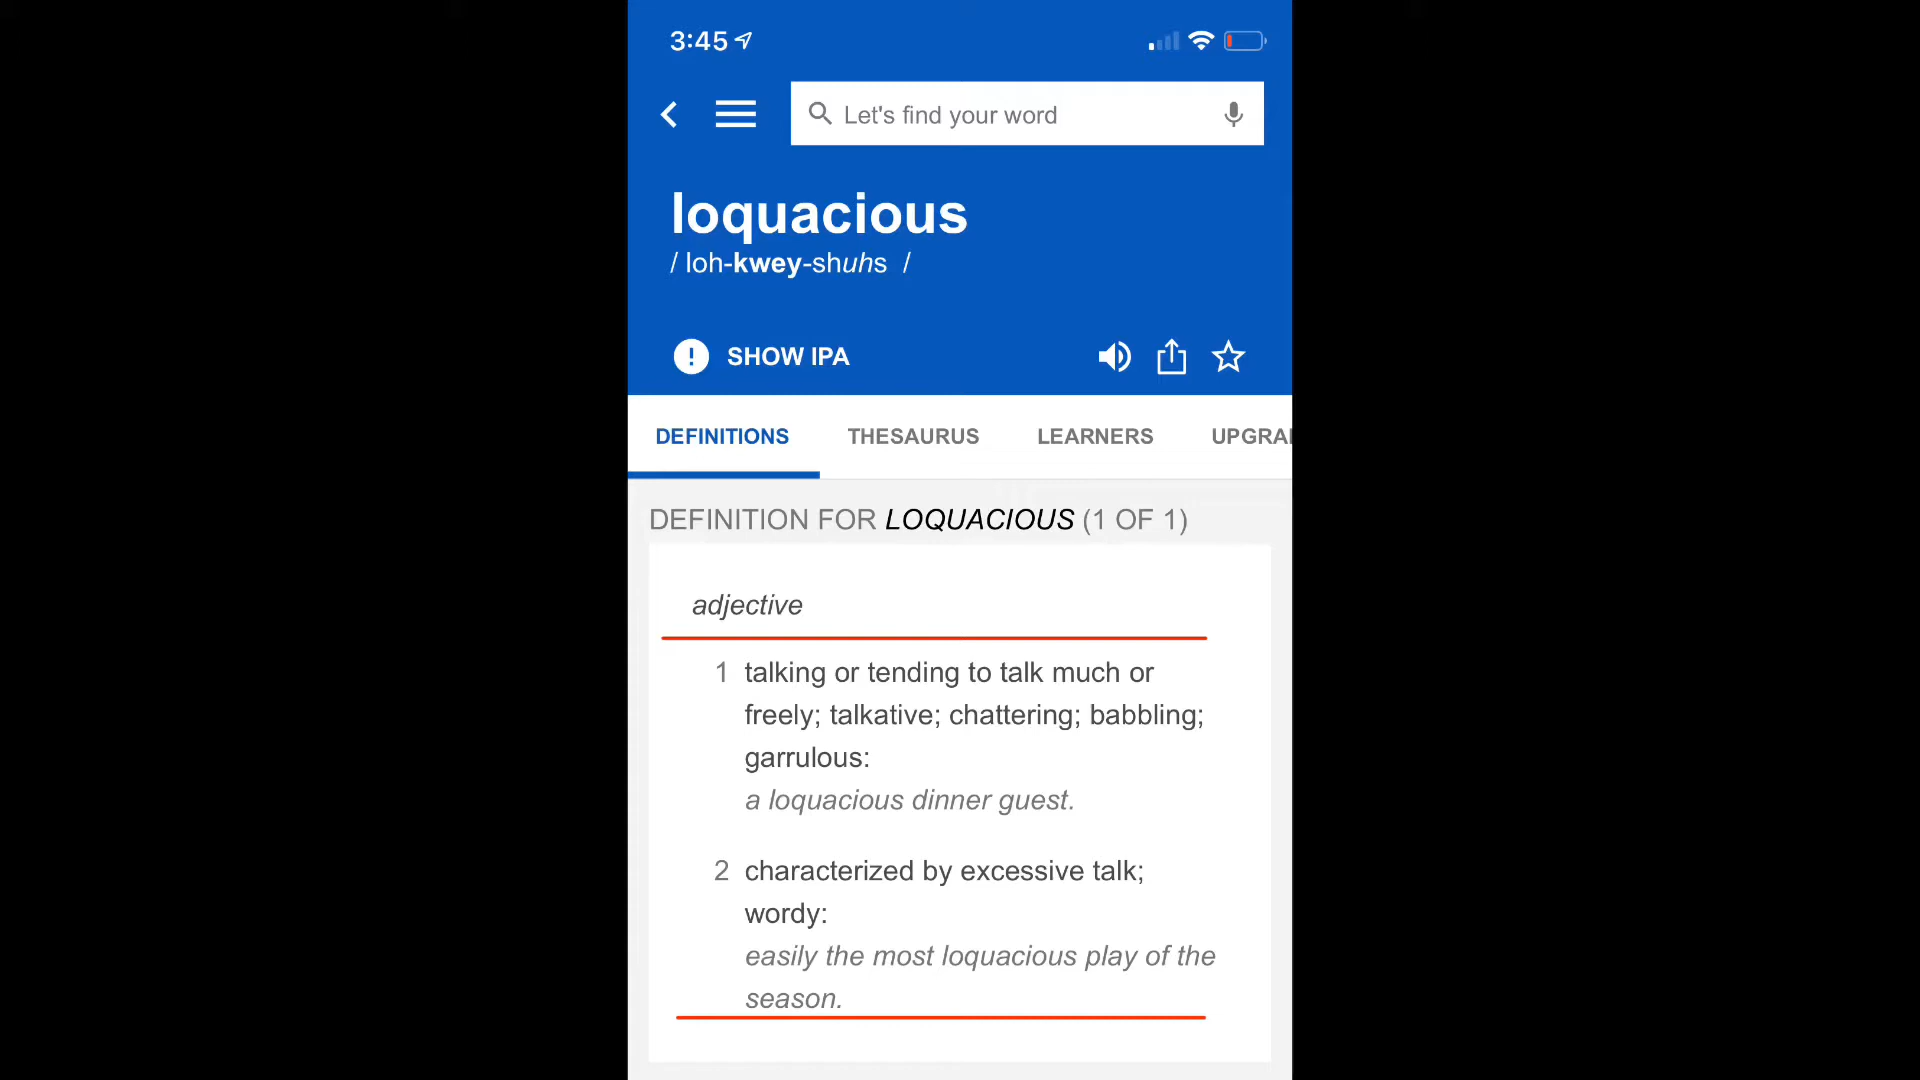 3:45
Let's find your word
loquacious
/ loh-kwey-shuhs /
! SHOW IPA
DEFINITIONS THESAURUS LEARNERS UPGRA
DEFINITION FOR LOQUACIOUS (1 OF 1)
adjective
1 talking or tending to talk much or
freely; talkative; chattering; babbling;
garrulous:
a loquacious dinner guest.
2 characterized by excessive talk;
wordy:
easily the most loquacious play of the
season.